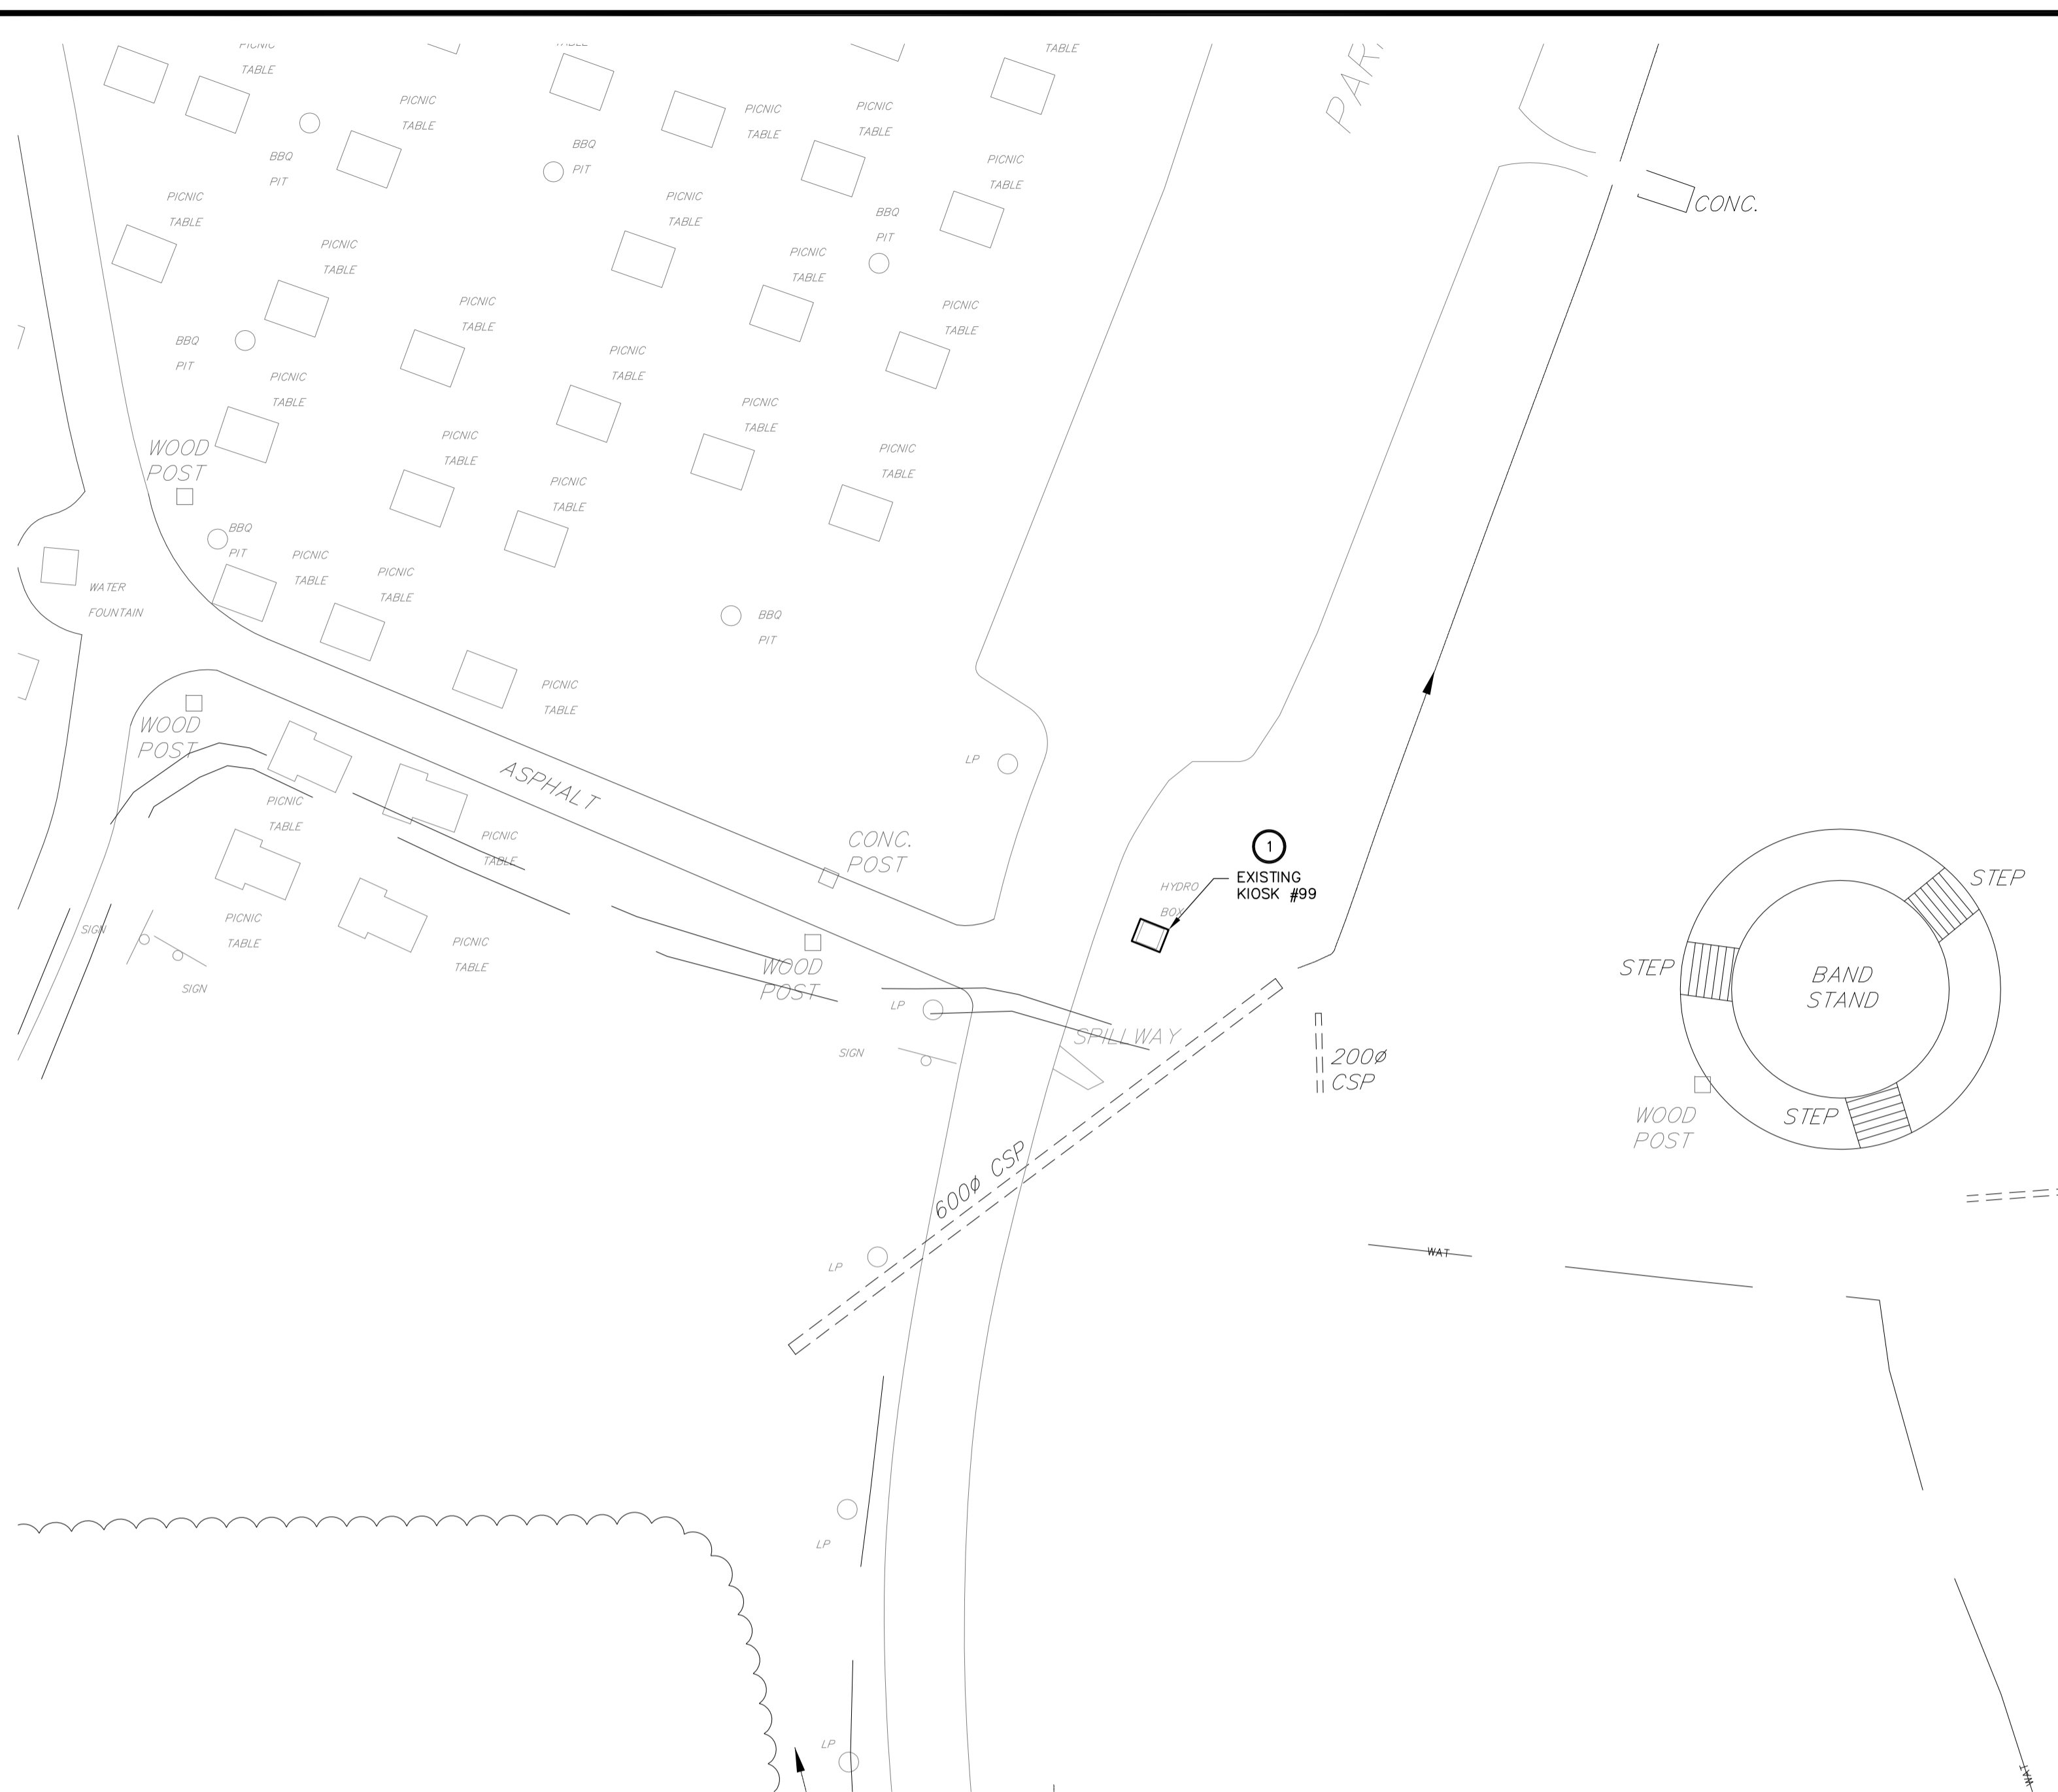 PICNIC
TABLE
TABLE
TABLE
PARK
PICNIC
TABLE
PICNIC
TABLE
PICNIC
TABLE
BBQ
PIT
BBQ
PIT
PICNIC
TABLE
PICNIC
TABLE
PICNIC
TABLE
BBQ
PIT
CONC.
PICNIC
TABLE
PICNIC
TABLE
PICNIC
TABLE
PICNIC
TABLE
BBQ
PIT
PICNIC
TABLE
PICNIC
TABLE
PICNIC
TABLE
WOOD
POST
PICNIC
TABLE
PICNIC
TABLE
PICNIC
TABLE
BBQ
PIT
PICNIC
TABLE
PICNIC
TABLE
WATER
FOUNTAIN
BBQ
PIT
PICNIC
TABLE
WOOD
POST
ASPHALT
LP
PICNIC
TABLE
PICNIC
TABLE
CONC.
POST
1
EXISTING
KIOSK #99
HYDRO
BOX
STEP
SIGN
PICNIC
TABLE
PICNIC
TABLE
SIGN
WOOD
POST
STEP
BAND
STAND
LP
SIGN
SPILLWAY
200ø
CSP
WOOD
POST
STEP
600ø CSP
LP
WAT
LP
LP
WAT